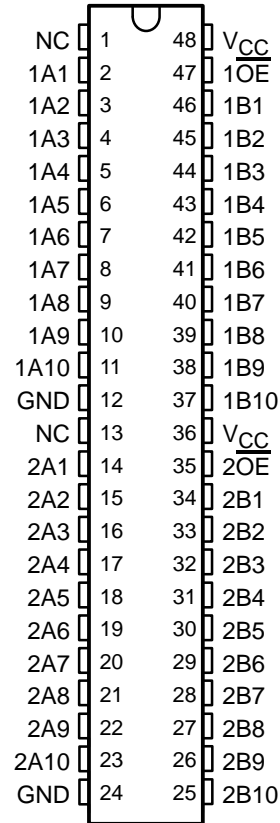 NC 1 48 VCC
1A1 2 47 1OE
1A2 3 46 1B1
1A3 4 45 1B2
1A4 5 44 1B3
1A5 6 43 1B4
1A6 7 42 1B5
1A7 8 41 1B6
1A8 9 40 1B7
1A9 10 39 1B8
1A10 11 38 1B9
GND 12 37 1B10
NC 13 36 VCC
2A1 14 35 2OE
2A2 15 34 2B1
2A3 16 33 2B2
2A4 17 32 2B3
2A5 18 31 2B4
2A6 19 30 2B5
2A7 20 29 2B6
2A8 21 28 2B7
2A9 22 27 2B8
2A10 23 26 2B9
GND 24 25 2B10